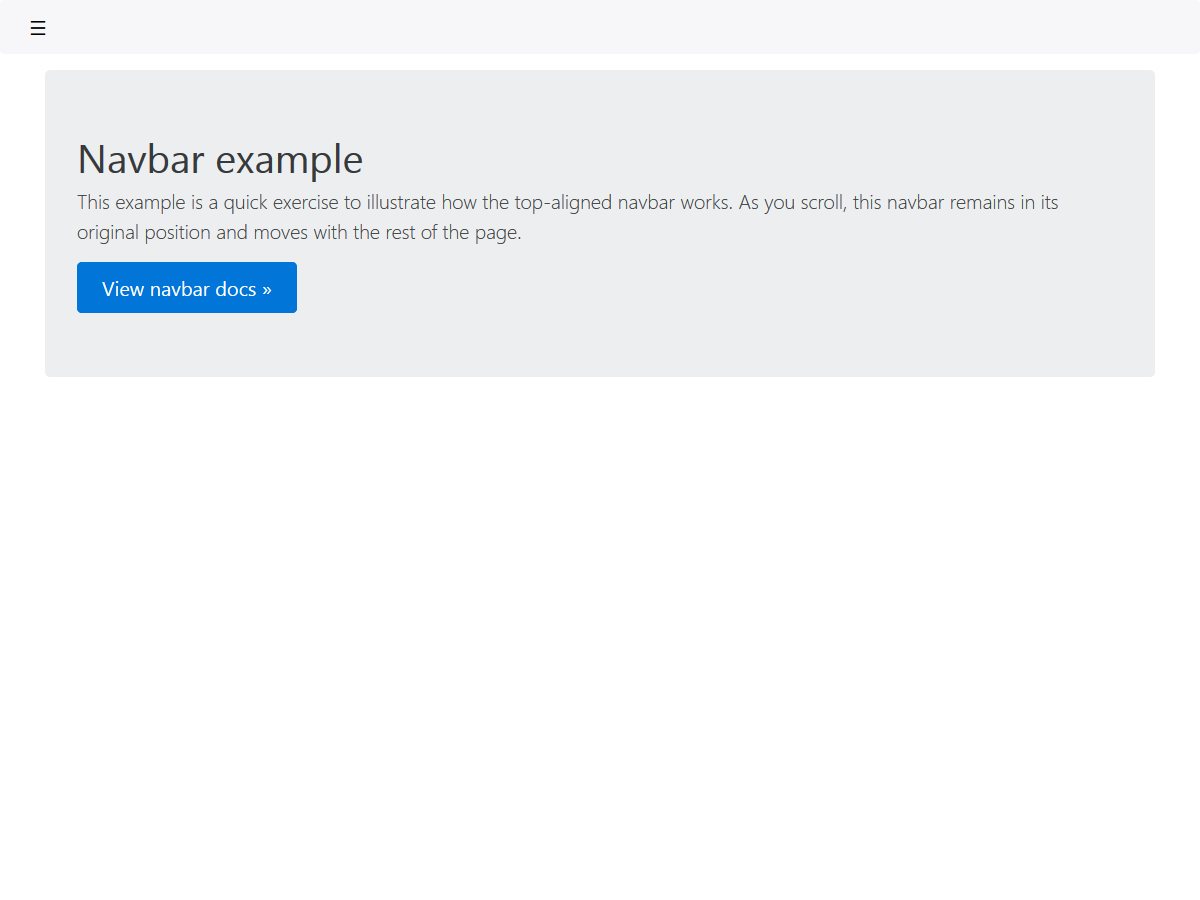 ☰
Navbar example
This example is a quick exercise to illustrate how the top-aligned navbar works. As you scroll, this navbar remains in its
original position and moves with the rest of the page.
View navbar docs »